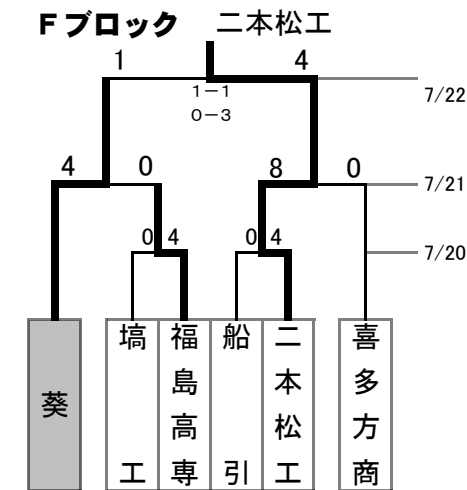 Fブロック 二本松工
1 4
1－1
0－3
7/22
4 0 8 0
7/21
0 4 0 4
7/20
葵
塙工
福島高専
船引
二本松工
喜多方商